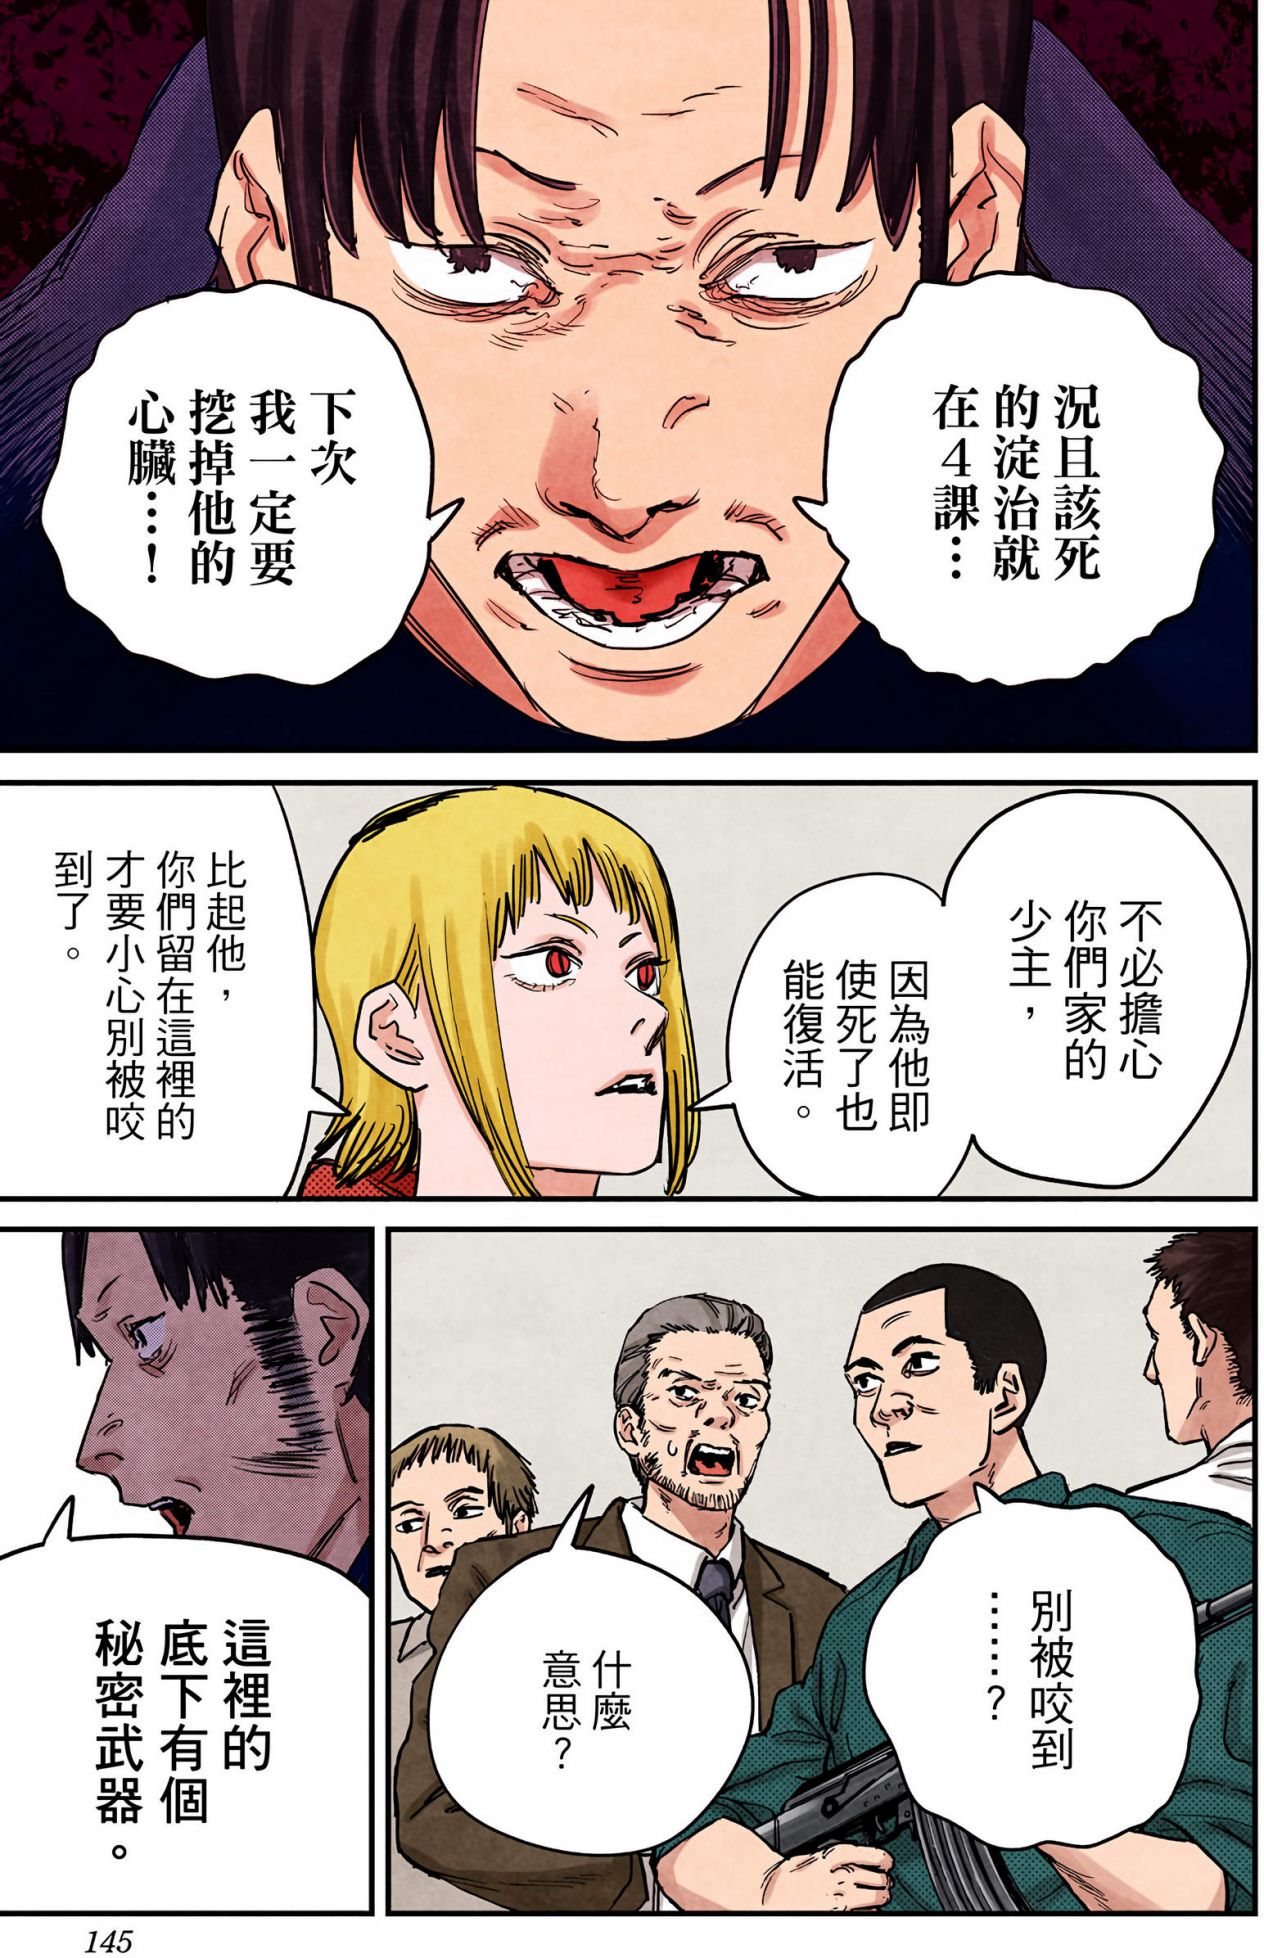 況且該死
的淀治就
在４課…
下次
我一定要
挖掉他的
心臟…！
不必擔心
你們家的
少主，
因為他即
使死了也
能復活。
比起他，
你們留在這裡的
才要小心別被咬
到了。
別被咬到
……？
什麼
意思？
這裡的
底下有個
秘密武器。
145